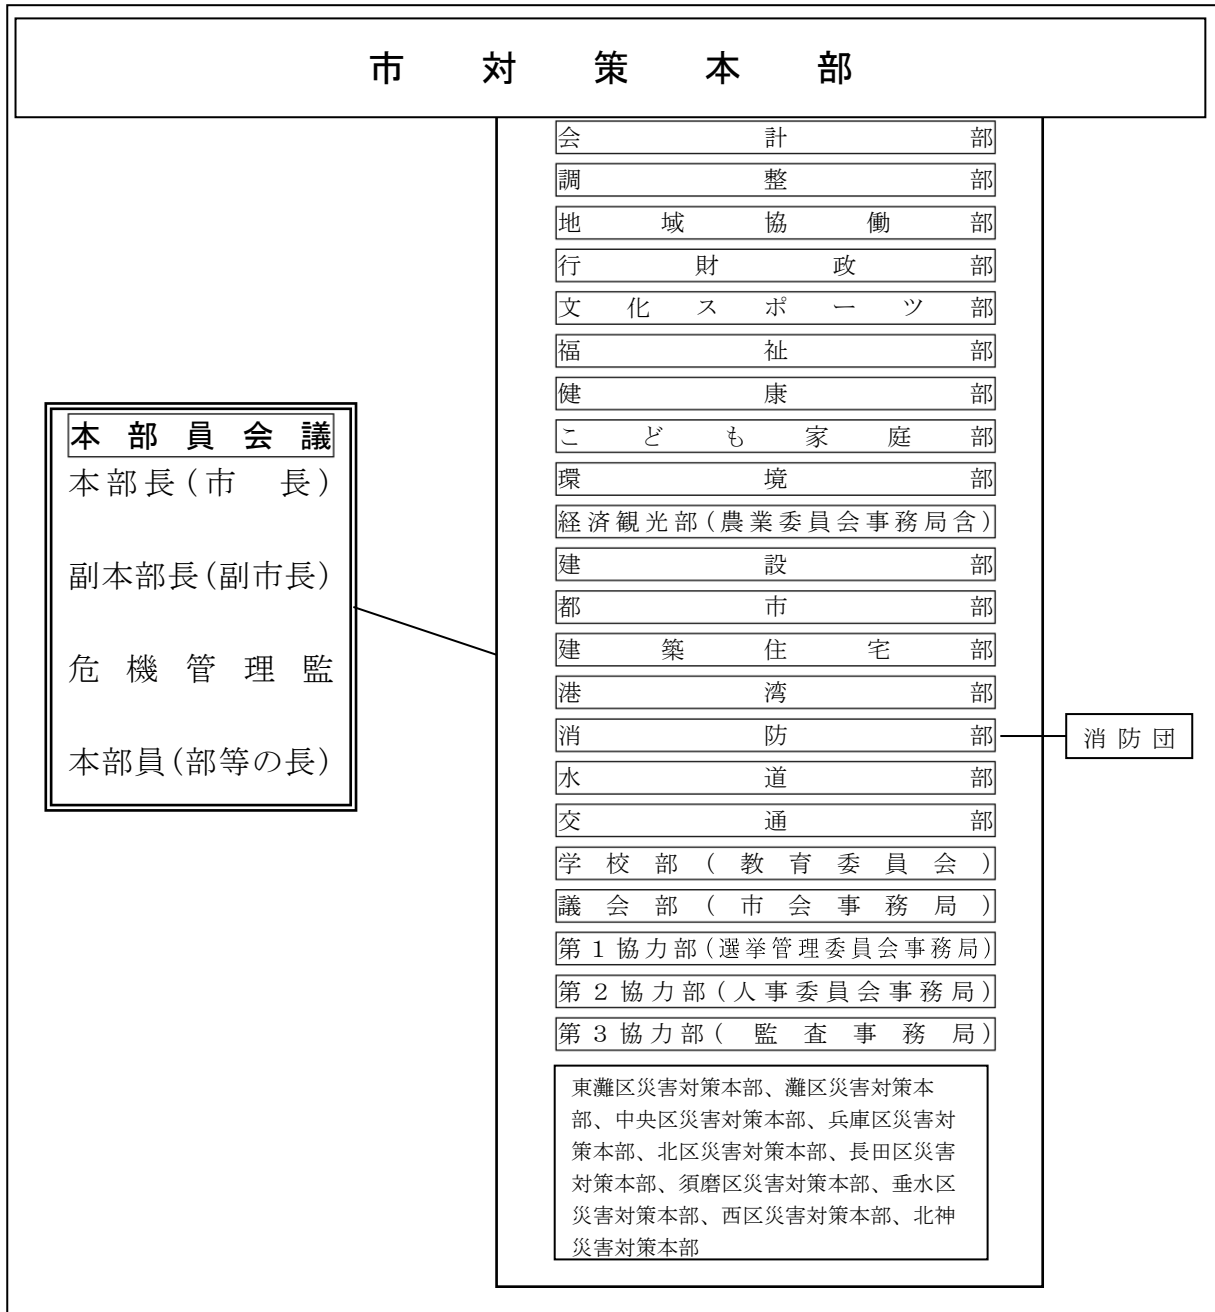 市対策本部
会計部
調整部
地域協働部
行財政部
文化スポーツ部
福祉部
健康部
こども家庭部
環境部
経済観光部(農業委員会事務局含)
建設部
都市部
建築住宅部
港湾部
消防部
水道部
交通部
学校部(教育委員会)
議会部(市会事務局)
第1協力部(選挙管理委員会事務局)
第2協力部(人事委員会事務局)
第3協力部(監査事務局)
東灘区災害対策本部、灘区災害対策本
部、中央区災害対策本部、兵庫区災害対
策本部、北区災害対策本部、長田区災害
対策本部、須磨区災害対策本部、垂水区
災害対策本部、西区災害対策本部、北神
災害対策本部
本部員会議
本部長(市 長)
副本部長(副市長)
危機管理監
本部員(部等の長)
消防団